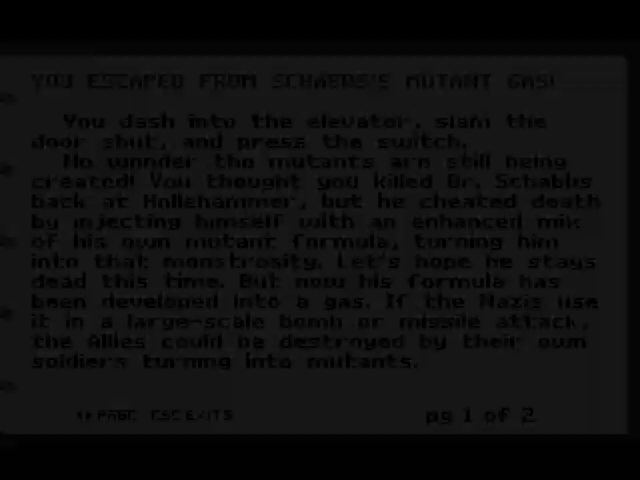 YOU ESCAPED FROM SCHABBS'S MUTANT GAS!
You dash into the elevator, slam the
door shut, and press the switch.
No wonder the mutants are still being
created! You thought you killed Dr. Schabbs
back at Hollehammer, but he cheated death
by injecting himself with an enhanced mix
of his own mutant formula, turning him
into that monstrosity. Let's hope he stays
dead this time. But now his formula has
been developed into a gas. If the Nazis use
it in a large-scale bomb or missile attack,
the Allies could be destroyed by their own
soldiers turning into mutants.
PAGE ESC EXITS
pg 1 of 2